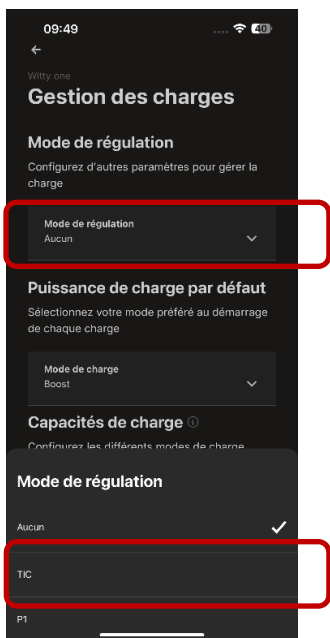 09:49
40
Witty one
Gestion des charges
Mode de régulation
Configurez d'autres paramètres pour gérer la
charge
Mode de régulation
Aucun
Puissance de charge par défaut
Sélectionnez votre mode préféré au démarrage
de chaque charge
Mode de charge
Boost
Capacités de charge
Configurez les différents modes de charge
Mode de régulation
Aucun
TIC
P1